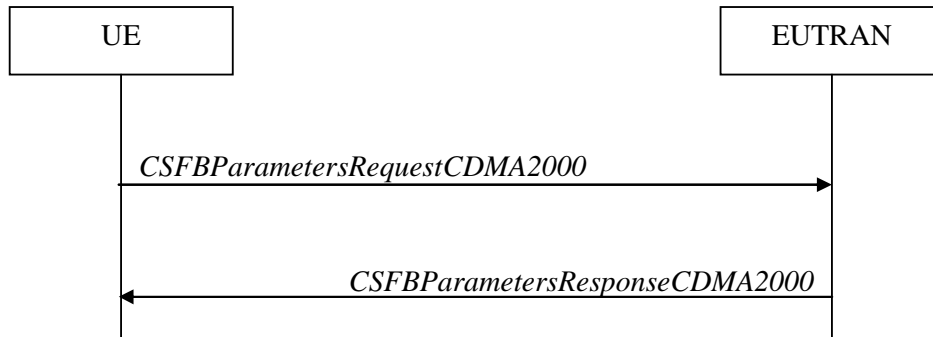 UE
EUTRAN
CSFBParametersRequestCDMA2000
CSFBParametersResponseCDMA2000